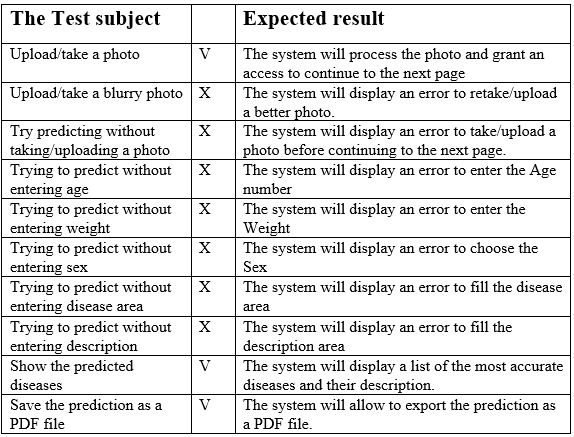 The Test subject Expected result
Upload/take a photo V The system will process the photo and grant an
access to continue to the next page
Upload/take a blurry photo X The system will display an error to retake/upload
a better photo.
Try predicting without X The system will display an error to take/upload a
taking/uploading a photo photo before continuing to the next page.
Trying to predict without X The system will display an error to enter the Age
entering age number
Trying to predict without X The system will display an error to enter the
entering weight Weight
Trying to predict without X The system will display an error to choose the
entering sex Sex
Trying to predict without X The system will display an error to fill the disease
entering disease area area
Trying to predict without X The system will display an error to fill the
entering description description area
Show the predicted V The system will display a list of the most accurate
diseases diseases and their description.
Save the prediction as a V The system will allow to export the prediction as
PDF file a PDF file.